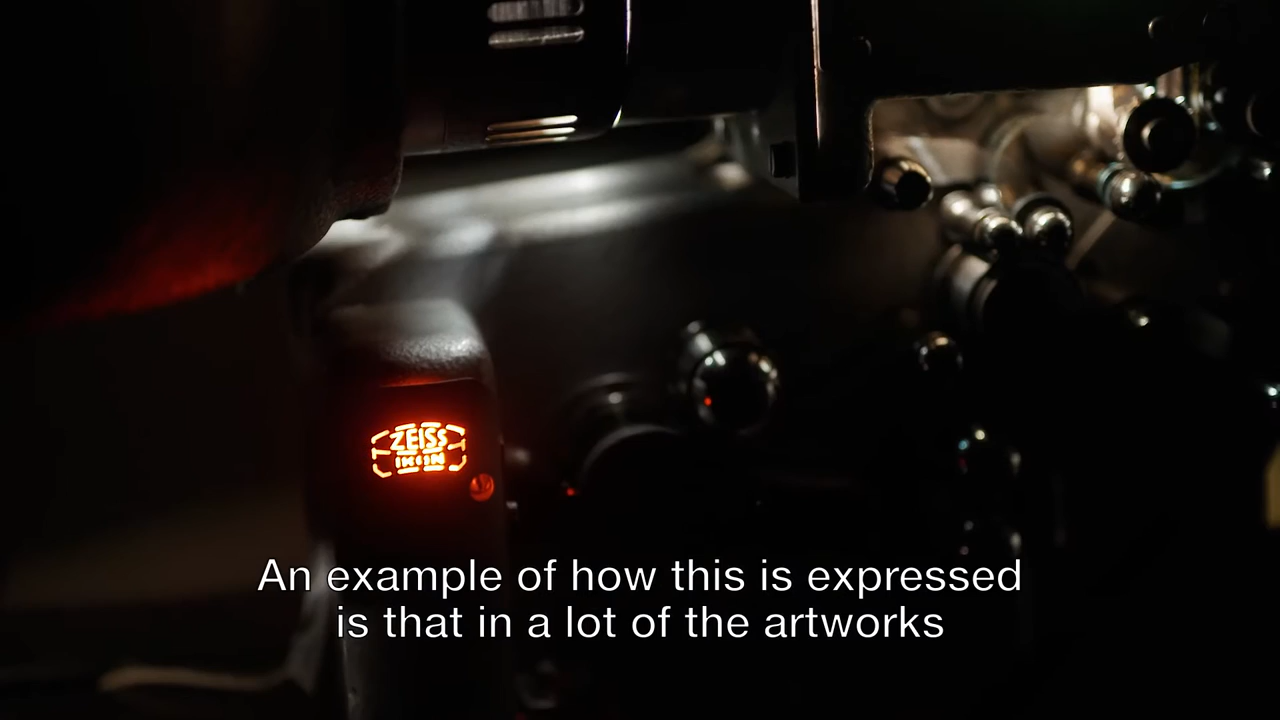 ZEISS
IKON
An example of how this is expressed
is that in a lot of the artworks